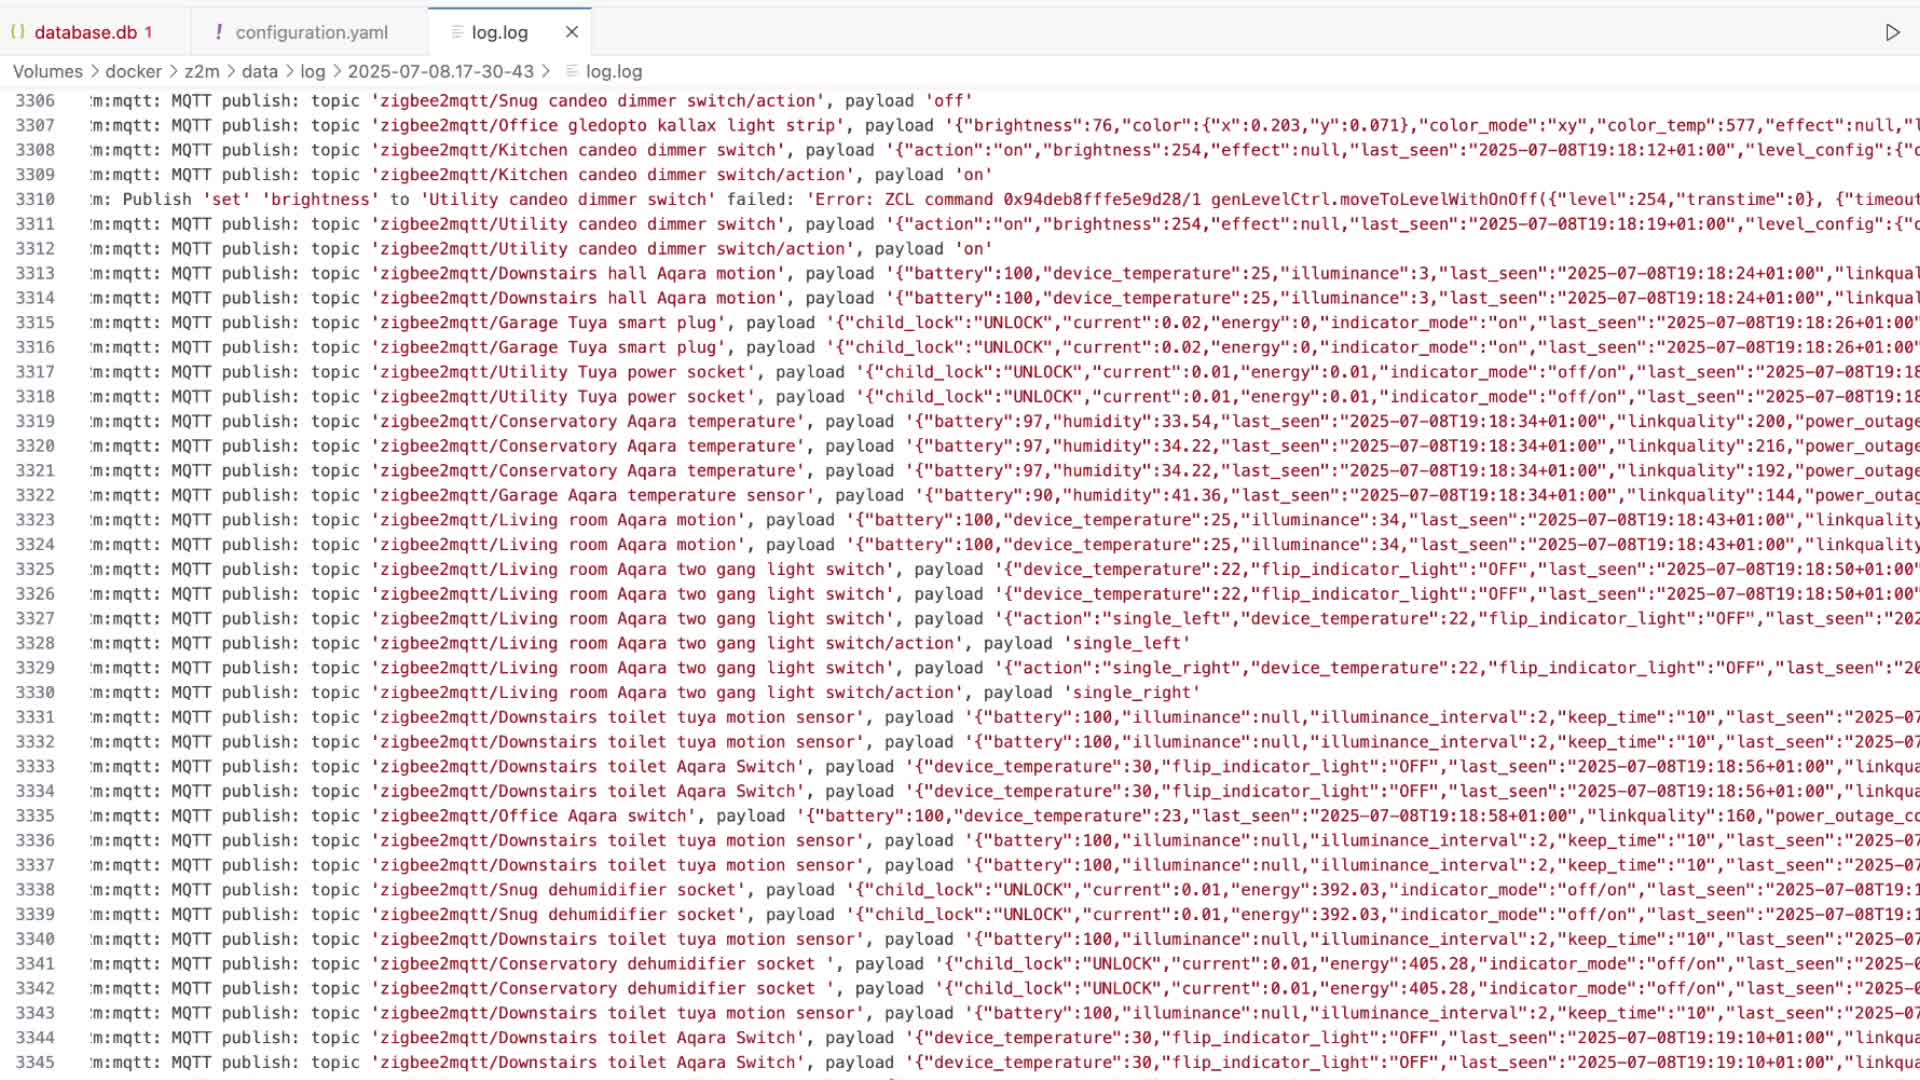 {} database.db 1 ! configuration.yaml log.log
Volumes > docker > z2m > data > log > 2025-07-08.17-30-43 > log.log
3306 m:mqtt: MQTT publish: topic 'zigbee2mqtt/Snug candeo dimmer switch/action', payload 'off'
3307 m:mqtt: MQTT publish: topic 'zigbee2mqtt/Office gledopto kallax light strip', payload '{"brightness":76,"color":{"x":0.203,"y":0.071},"color_mode":"xy","color_temp":577,"effect":null,"l
3308 m:mqtt: MQTT publish: topic 'zigbee2mqtt/Kitchen candeo dimmer switch', payload '{"action":"on","brightness":254,"effect":null,"last_seen":"2025-07-08T19:18:12+01:00","level_config":{"c
3309 m:mqtt: MQTT publish: topic 'zigbee2mqtt/Kitchen candeo dimmer switch/action', payload 'on'
3310 m: Publish 'set' 'brightness' to 'Utility candeo dimmer switch' failed: 'Error: ZCL command 0x94deb8fffe5e9d28/1 genLevelCtrl.moveToLevelWithOnOff({"level":254,"transtime":0}, {"timeout
3311 m:mqtt: MQTT publish: topic 'zigbee2mqtt/Utility candeo dimmer switch', payload '{"action":"on","brightness":254,"effect":null,"last_seen":"2025-07-08T19:18:19+01:00","level_config":{"c
3312 m:mqtt: MQTT publish: topic 'zigbee2mqtt/Utility candeo dimmer switch/action', payload 'on'
3313 m:mqtt: MQTT publish: topic 'zigbee2mqtt/Downstairs hall Aqara motion', payload '{"battery":100,"device_temperature":25,"illuminance":3,"last_seen":"2025-07-08T19:18:24+01:00","linkqual
3314 m:mqtt: MQTT publish: topic 'zigbee2mqtt/Downstairs hall Aqara motion', payload '{"battery":100,"device_temperature":25,"illuminance":3,"last_seen":"2025-07-08T19:18:24+01:00","linkqual
3315 m:mqtt: MQTT publish: topic 'zigbee2mqtt/Garage Tuya smart plug', payload '{"child_lock":"UNLOCK","current":0.02,"energy":0,"indicator_mode":"on","last_seen":"2025-07-08T19:18:26+01:00"
3316 m:mqtt: MQTT publish: topic 'zigbee2mqtt/Garage Tuya smart plug', payload '{"child_lock":"UNLOCK","current":0.02,"energy":0,"indicator_mode":"on","last_seen":"2025-07-08T19:18:26+01:00"
3317 m:mqtt: MQTT publish: topic 'zigbee2mqtt/Utility Tuya power socket', payload '{"child_lock":"UNLOCK","current":0.01,"energy":0.01,"indicator_mode":"off/on","last_seen":"2025-07-08T19:18
3318 m:mqtt: MQTT publish: topic 'zigbee2mqtt/Utility Tuya power socket', payload '{"child_lock":"UNLOCK","current":0.01,"energy":0.01,"indicator_mode":"off/on","last_seen":"2025-07-08T19:18
3319 m:mqtt: MQTT publish: topic 'zigbee2mqtt/Conservatory Aqara temperature', payload '{"battery":97,"humidity":33.54,"last_seen":"2025-07-08T19:18:34+01:00","linkquality":200,"power_outage
3320 m:mqtt: MQTT publish: topic 'zigbee2mqtt/Conservatory Aqara temperature', payload '{"battery":97,"humidity":34.22,"last_seen":"2025-07-08T19:18:34+01:00","linkquality":216,"power_outage
3321 m:mqtt: MQTT publish: topic 'zigbee2mqtt/Conservatory Aqara temperature', payload '{"battery":97,"humidity":34.22,"last_seen":"2025-07-08T19:18:34+01:00","linkquality":192,"power_outage
3322 m:mqtt: MQTT publish: topic 'zigbee2mqtt/Garage Aqara temperature sensor', payload '{"battery":90,"humidity":41.36,"last_seen":"2025-07-08T19:18:34+01:00","linkquality":144,"power_outag
3323 m:mqtt: MQTT publish: topic 'zigbee2mqtt/Living room Aqara motion', payload '{"battery":100,"device_temperature":25,"illuminance":34,"last_seen":"2025-07-08T19:18:43+01:00","linkquality
3324 m:mqtt: MQTT publish: topic 'zigbee2mqtt/Living room Aqara motion', payload '{"battery":100,"device_temperature":25,"illuminance":34,"last_seen":"2025-07-08T19:18:43+01:00","linkquality
3325 m:mqtt: MQTT publish: topic 'zigbee2mqtt/Living room Aqara two gang light switch', payload '{"device_temperature":22,"flip_indicator_light":"OFF","last_seen":"2025-07-08T19:18:50+01:00"
3326 m:mqtt: MQTT publish: topic 'zigbee2mqtt/Living room Aqara two gang light switch', payload '{"device_temperature":22,"flip_indicator_light":"OFF","last_seen":"2025-07-08T19:18:50+01:00"
3327 m:mqtt: MQTT publish: topic 'zigbee2mqtt/Living room Aqara two gang light switch', payload '{"action":"single_left","device_temperature":22,"flip_indicator_light":"OFF","last_seen":"202
3328 m:mqtt: MQTT publish: topic 'zigbee2mqtt/Living room Aqara two gang light switch/action', payload 'single_left'
3329 m:mqtt: MQTT publish: topic 'zigbee2mqtt/Living room Aqara two gang light switch', payload '{"action":"single_right","device_temperature":22,"flip_indicator_light":"OFF","last_seen":"20
3330 m:mqtt: MQTT publish: topic 'zigbee2mqtt/Living room Aqara two gang light switch/action', payload 'single_right'
3331 m:mqtt: MQTT publish: topic 'zigbee2mqtt/Downstairs toilet tuya motion sensor', payload '{"battery":100,"illuminance":null,"illuminance_interval":2,"keep_time":"10","last_seen":"2025-07
3332 m:mqtt: MQTT publish: topic 'zigbee2mqtt/Downstairs toilet tuya motion sensor', payload '{"battery":100,"illuminance":null,"illuminance_interval":2,"keep_time":"10","last_seen":"2025-07
3333 m:mqtt: MQTT publish: topic 'zigbee2mqtt/Downstairs toilet Aqara Switch', payload '{"device_temperature":30,"flip_indicator_light":"OFF","last_seen":"2025-07-08T19:18:56+01:00","linkqua
3334 m:mqtt: MQTT publish: topic 'zigbee2mqtt/Downstairs toilet Aqara Switch', payload '{"device_temperature":30,"flip_indicator_light":"OFF","last_seen":"2025-07-08T19:18:56+01:00","linkqua
3335 m:mqtt: MQTT publish: topic 'zigbee2mqtt/Office Aqara switch', payload '{"battery":100,"device_temperature":23,"last_seen":"2025-07-08T19:18:58+01:00","linkquality":160,"power_outage_co
3336 m:mqtt: MQTT publish: topic 'zigbee2mqtt/Downstairs toilet tuya motion sensor', payload '{"battery":100,"illuminance":null,"illuminance_interval":2,"keep_time":"10","last_seen":"2025-07
3337 m:mqtt: MQTT publish: topic 'zigbee2mqtt/Downstairs toilet tuya motion sensor', payload '{"battery":100,"illuminance":null,"illuminance_interval":2,"keep_time":"10","last_seen":"2025-07
3338 m:mqtt: MQTT publish: topic 'zigbee2mqtt/Snug dehumidifier socket', payload '{"child_lock":"UNLOCK","current":0.01,"energy":392.03,"indicator_mode":"off/on","last_seen":"2025-07-08T19:1
3339 m:mqtt: MQTT publish: topic 'zigbee2mqtt/Snug dehumidifier socket', payload '{"child_lock":"UNLOCK","current":0.01,"energy":392.03,"indicator_mode":"off/on","last_seen":"2025-07-08T19:1
3340 m:mqtt: MQTT publish: topic 'zigbee2mqtt/Downstairs toilet tuya motion sensor', payload '{"battery":100,"illuminance":null,"illuminance_interval":2,"keep_time":"10","last_seen":"2025-07
3341 m:mqtt: MQTT publish: topic 'zigbee2mqtt/Conservatory dehumidifier socket ', payload '{"child_lock":"UNLOCK","current":0.01,"energy":405.28,"indicator_mode":"off/on","last_seen":"2025-0
3342 m:mqtt: MQTT publish: topic 'zigbee2mqtt/Conservatory dehumidifier socket ', payload '{"child_lock":"UNLOCK","current":0.01,"energy":405.28,"indicator_mode":"off/on","last_seen":"2025-0
3343 m:mqtt: MQTT publish: topic 'zigbee2mqtt/Downstairs toilet tuya motion sensor', payload '{"battery":100,"illuminance":null,"illuminance_interval":2,"keep_time":"10","last_seen":"2025-07
3344 m:mqtt: MQTT publish: topic 'zigbee2mqtt/Downstairs toilet Aqara Switch', payload '{"device_temperature":30,"flip_indicator_light":"OFF","last_seen":"2025-07-08T19:19:10+01:00","linkqua
3345 m:mqtt: MQTT publish: topic 'zigbee2mqtt/Downstairs toilet Aqara Switch', payload '{"device_temperature":30,"flip_indicator_light":"OFF","last_seen":"2025-07-08T19:19:10+01:00","linkqua